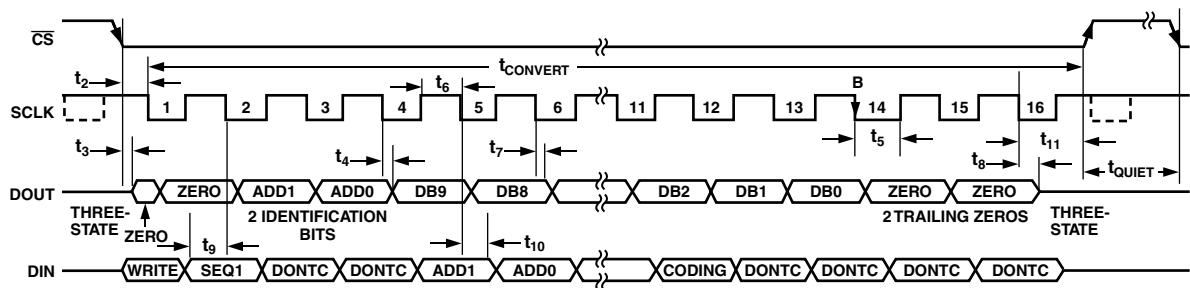 CS
tCONVERT
t2
t6
B
SCLK
1 2 3 4 5 6 11 12 13 14 15 16
t3
t4
t7
t5
t8
t11
tQUIET
DOUT
ZERO ADD1 ADD0 DB9 DB8 DB2 DB1 DB0 ZERO ZERO
THREE-STATE
ZERO
2 IDENTIFICATION BITS
2 TRAILING ZEROS
THREE-STATE
t9
t10
DIN
WRITE SEQ1 DONTC DONTC ADD1 ADD0 CODING DONTC DONTC DONTC DONTC